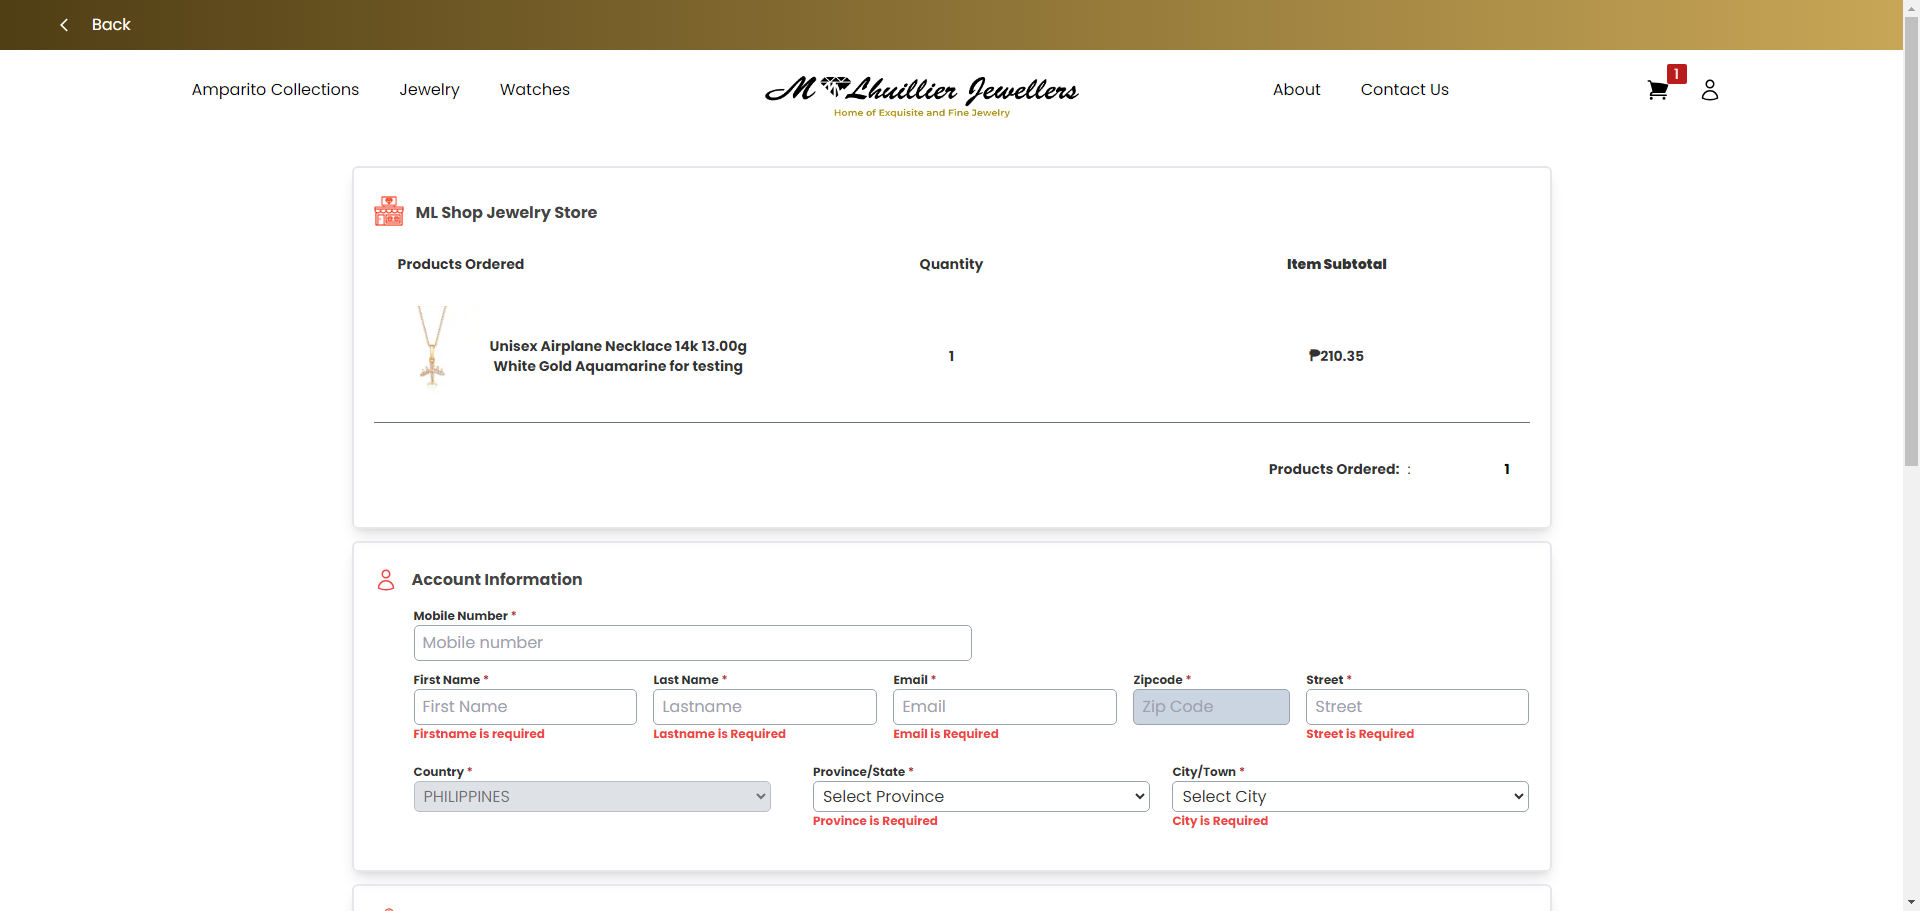 Back
Amparito Collections
Jewelry
Watches
M Lhuillier Jewellers
Home of Exquisite and Fine Jewelry
About
Contact Us
1
ML Shop Jewelry Store
Products Ordered
Quantity
Item Subtotal
Unisex Airplane Necklace 14k 13.00g
White Gold Aquamarine for testing
1
₱210.35
Products Ordered: :
1
Account Information
Mobile Number *
Mobile number
First Name *
Last Name *
Email *
Zipcode *
Street *
First Name
Lastname
Email
Zip Code
Street
Firstname is required
Lastname is Required
Email is Required
Street is Required
Country *
Province/State *
City/Town *
PHILIPPINES
Select Province
Select City
Province is Required
City is Required